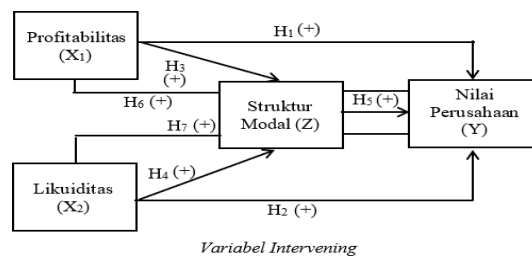 Profitabilitas
(X₁)
H₁ (+)
H₃
(+)
H₆ (+)
Struktur
Modal (Z)
H₅ (+)
Nilai
Perusahaan
(Y)
H₇ (+)
Likuiditas
(X₂)
H₄ (+)
H₂ (+)
Variabel Intervening